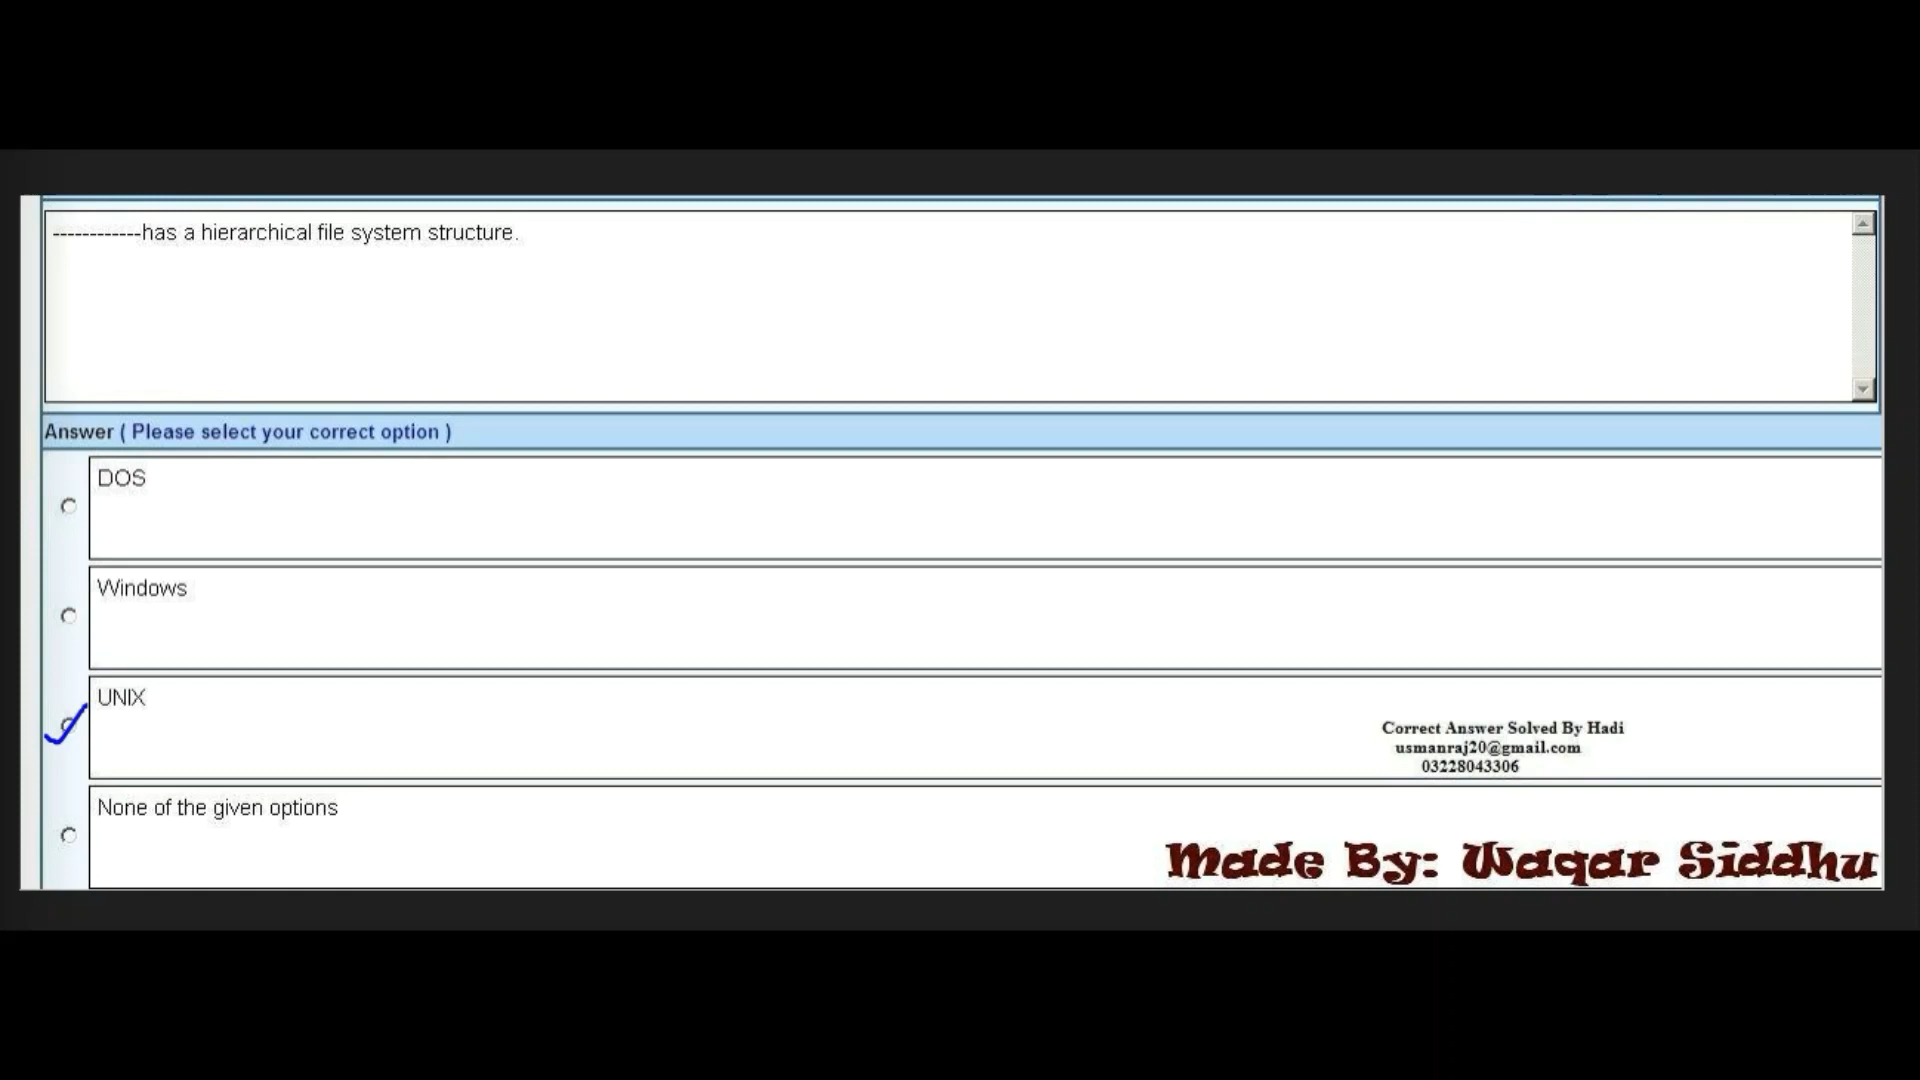 ------------has a hierarchical file system structure.
Answer ( Please select your correct option )
DOS
Windows
UNIX
Correct Answer Solved By Hadi
usmanraj20@gmail.com
03228043306
None of the given options
Made By: Waqar Siddhu